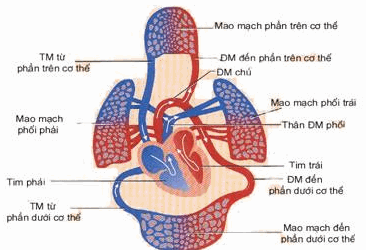 Mao mạch phần trên cơ thể
TM từ
phần trên cơ thể
ĐM đến phần trên cơ thể
ĐM chủ
Mao mạch phổi trái
Mao mạch
phổi phải
Thân ĐM phổi
Tim trái
Tim phải
ĐM đến
phần dưới cơ thể
TM từ
phần dưới cơ thể
Mao mạch đến
phần dưới cơ thể